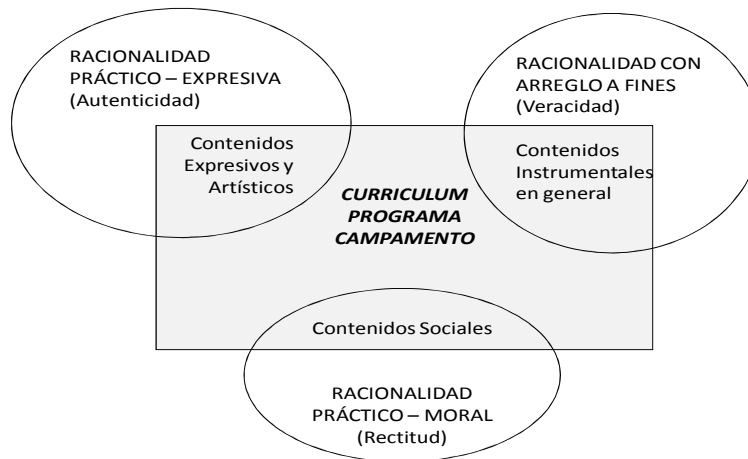 RACIONALIDAD
PRÁCTICO – EXPRESIVA
(Autenticidad)
RACIONALIDAD CON
ARREGLO A FINES
(Veracidad)
Contenidos
Expresivos y
Artísticos
Contenidos
Instrumentales
en general
CURRICULUM
PROGRAMA
CAMPAMENTO
Contenidos Sociales
RACIONALIDAD
PRÁCTICO – MORAL
(Rectitud)